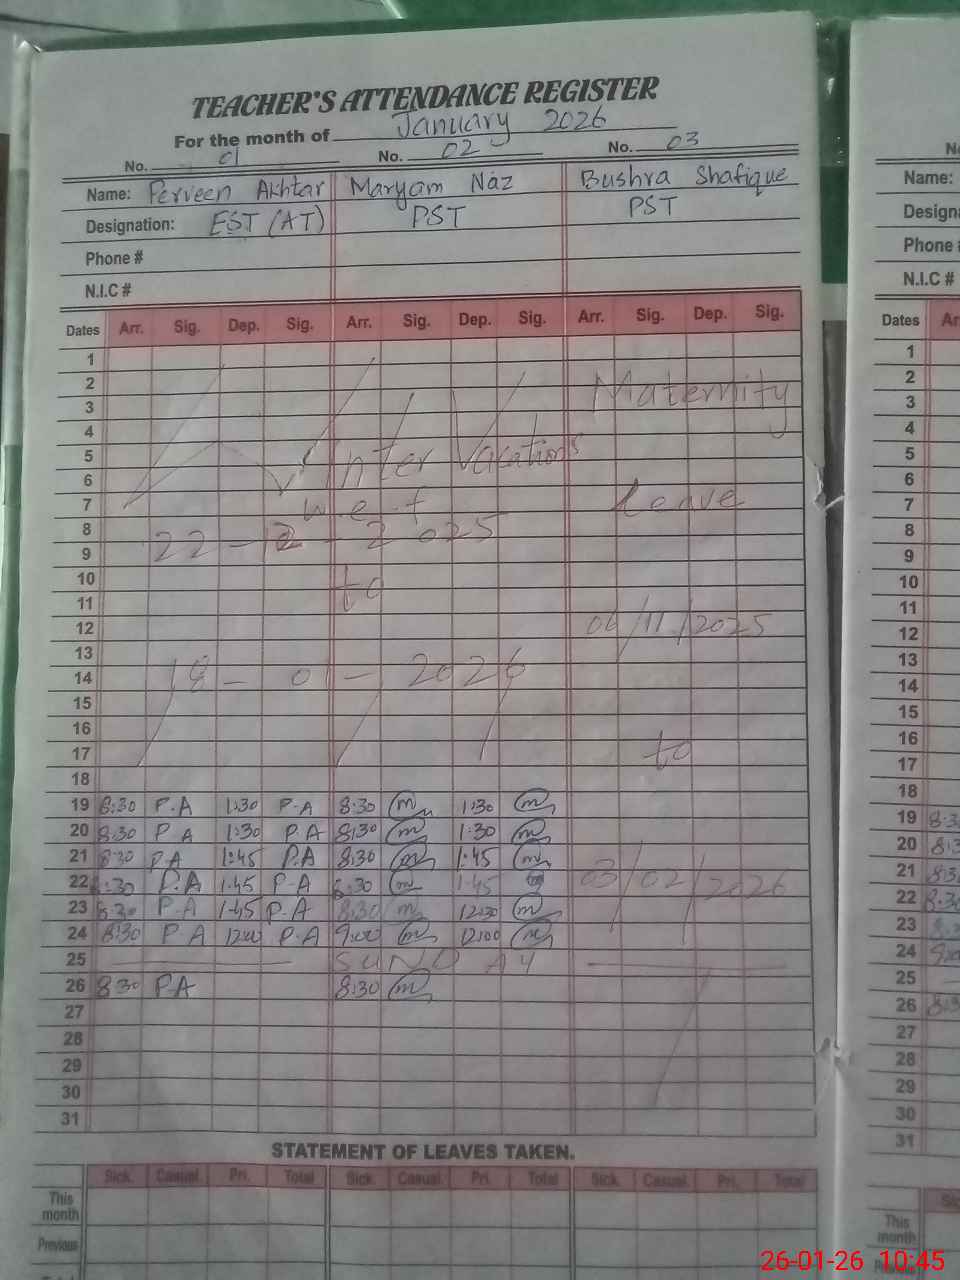 TEACHER'S ATTENDANCE REGISTER
For the month of January 2026
No. 01 No. 02 No. 03
Name: Perveen Akhtar Maryam Naz Bushra Shafique
Designation: EST (AT) PST PST
Phone #
N.I.C #
Dates Arr. Sig. Dep. Sig. Arr. Sig. Dep. Sig. Arr. Sig. Dep. Sig.
1
2 Maternity
3
4
5 Winter Vacations
6
7 w.e.f Leave
8
9 22-12-2025
10 to
11
12 06/11/2025
13
14 18-01-2026
15
16
17 to
18
19 8:30 P.A 1:30 P.A 8:30 m 1:30 m
20 8:30 P A 1:30 P.A 8:30 m 1:30 m
21 8:30 PA 1:45 P.A 8:30 m 1:45 m
22 8:30 P.A 1:45 P.A 8:30 m 1:45 03/02/2026
23 8:30 P.A 1:45 P.A 8:30 m 12:30 m
24 8:30 P A 12:00 P.A 9:00 m 12:00 m
25 SUNDAY
26 8:30 P.A 8:30 m
27
28
29
30
31
STATEMENT OF LEAVES TAKEN.
Sick. Casual. Pri. Total Sick. Casual. Pri. Total Sick. Casual. Pri. Total
This month
Previous
Total
Name:
Phone #
N.I.C #
Dates
1
2
3
4
5
6
7
8
9
10
11
12
13
14
15
16
17
18
19
20
21
22
23
24
25
26
27
28
29
30
31
This month
Previous
26-01-26 10:45